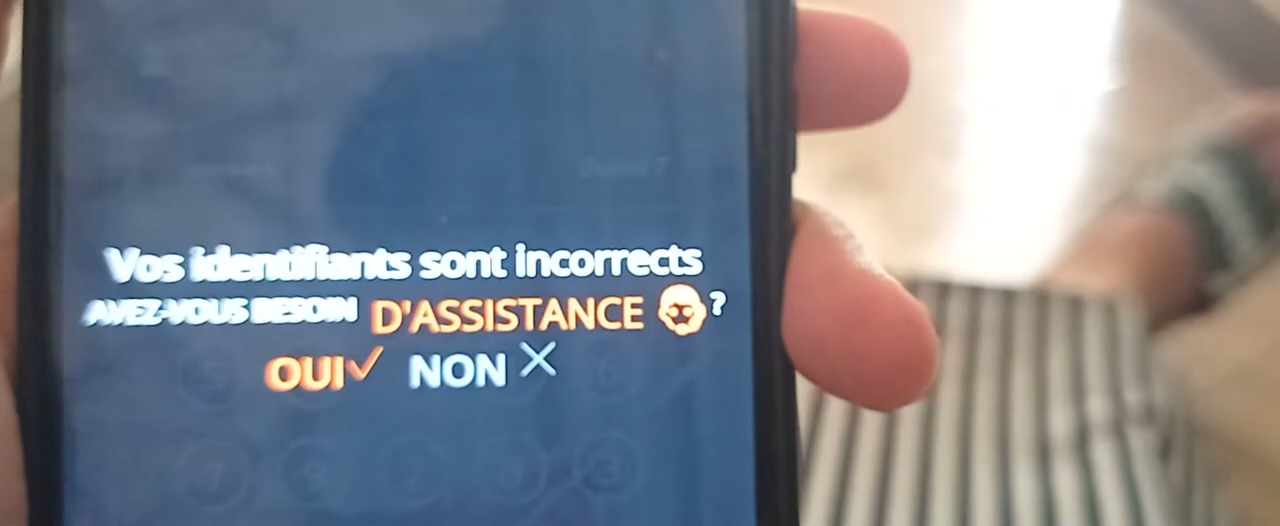 Vos identifiants sont incorrects
AVEZ-VOUS BESOIN D'ASSISTANCE ?
OUI NON